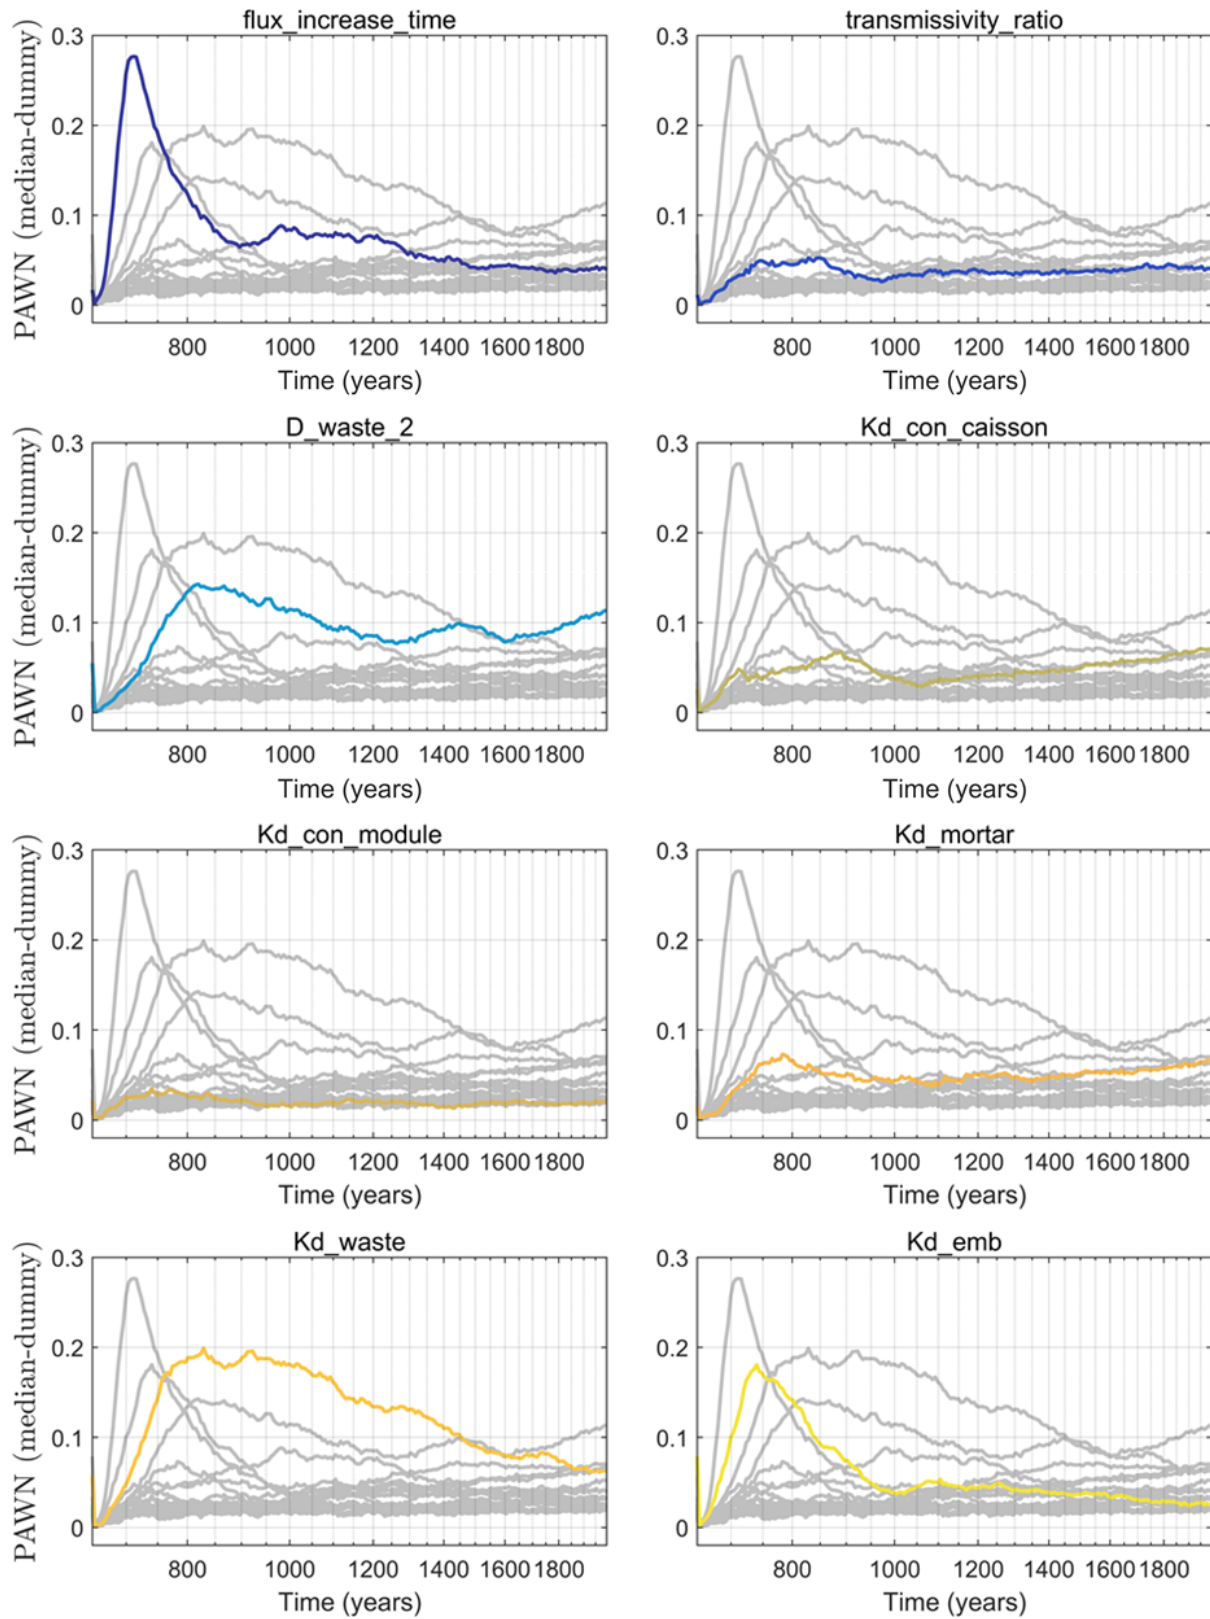 flux_increase_time
transmissivity_ratio
PAWN (median-dummy)
0.3
0.2
0.1
0
800 1000 1200 1400 1600 1800
Time (years)
0.3
0.2
0.1
0
800 1000 1200 1400 1600 1800
Time (years)
D_waste_2
Kd_con_caisson
PAWN (median-dummy)
0.3
0.2
0.1
0
800 1000 1200 1400 1600 1800
Time (years)
0.3
0.2
0.1
0
800 1000 1200 1400 1600 1800
Time (years)
Kd_con_module
Kd_mortar
PAWN (median-dummy)
0.3
0.2
0.1
0
800 1000 1200 1400 1600 1800
Time (years)
0.3
0.2
0.1
0
800 1000 1200 1400 1600 1800
Time (years)
Kd_waste
Kd_emb
PAWN (median-dummy)
0.3
0.2
0.1
0
800 1000 1200 1400 1600 1800
Time (years)
0.3
0.2
0.1
0
800 1000 1200 1400 1600 1800
Time (years)